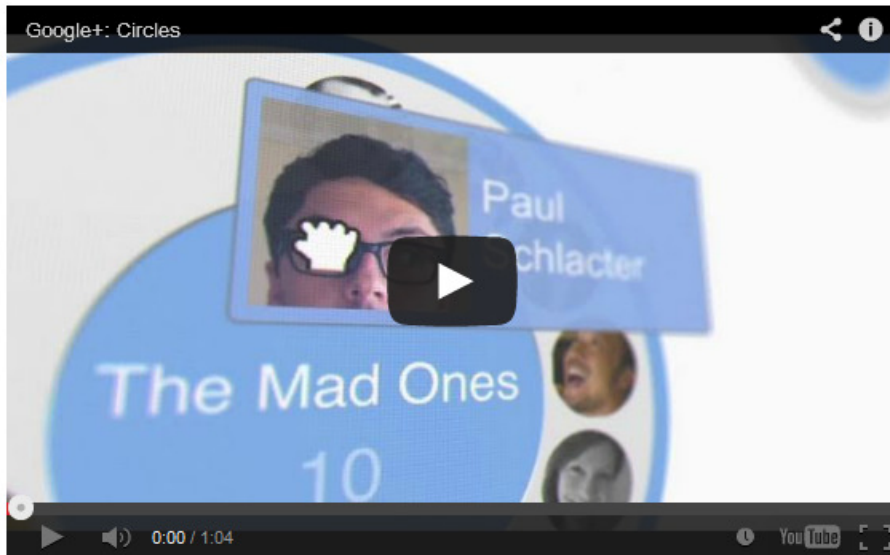 Google+: Circles
Paul
Schlacter
The Mad Ones
10
0:00 / 1:04
YouTube